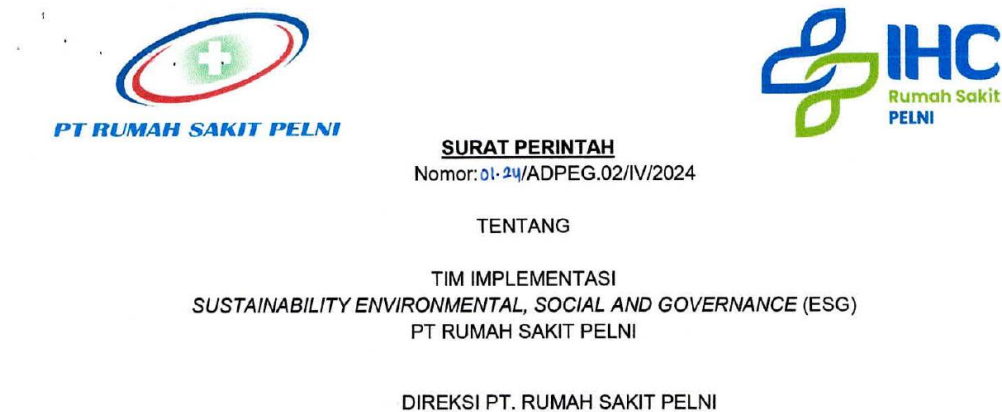 PT RUMAH SAKIT PELNI
IHC
Rumah Sakit
PELNI
SURAT PERINTAH
Nomor: 01.24/ADPEG.02/IV/2024
TENTANG
TIM IMPLEMENTASI
SUSTAINABILITY ENVIRONMENTAL, SOCIAL AND GOVERNANCE (ESG)
PT RUMAH SAKIT PELNI
DIREKSI PT. RUMAH SAKIT PELNI